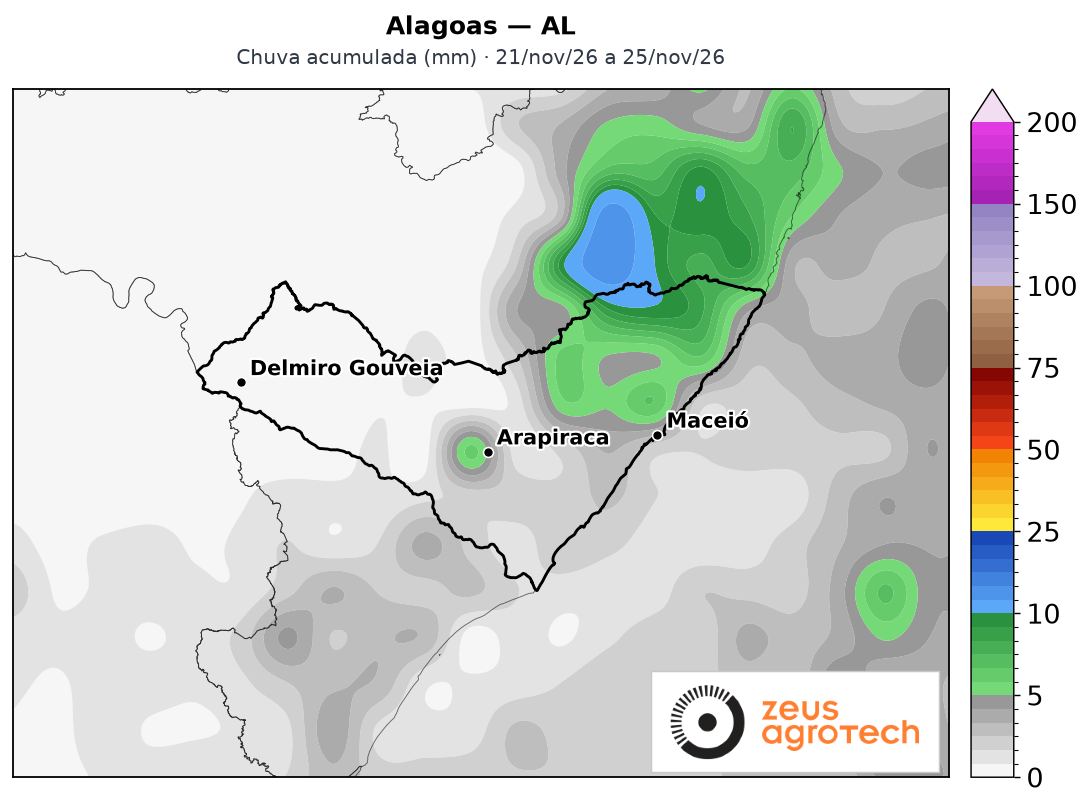 Alagoas — AL
Chuva acumulada (mm) · 21/nov/26 a 25/nov/26
200
150
100
75
50
25
10
5
0
Delmiro Gouveia
Maceió
Arapiraca
zeus
agrotech